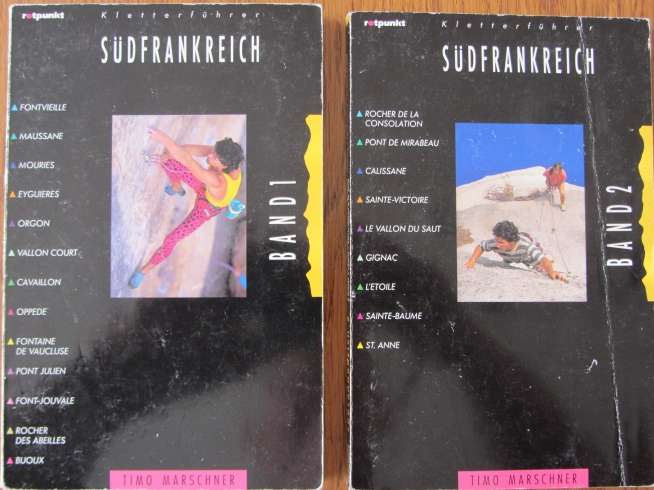 rotpunkt Kletterführer
SÜDFRANKREICH
FONTVIEILLE
MAUSSANE
MOURIES
EYGUIERES
ORGON
VALLON COURT
CAVAILLON
OPPEDE
FONTAINE
DE VAUCLUSE
PONT JULIEN
FONT-JOUVALE
ROCHER
DES ABEILLES
BUOUX
BAND 1
TIMO MARSCHNER
rotpunkt Kletterführer
SÜDFRANKREICH
ROCHER DE LA
CONSOLATION
PONT DE MIRABEAU
CALISSANE
SAINTE-VICTOIRE
LE VALLON DU SAUT
GIGNAC
L'ETOILE
SAINTE-BAUME
ST. ANNE
BAND 2
TIMO MARSCHNER